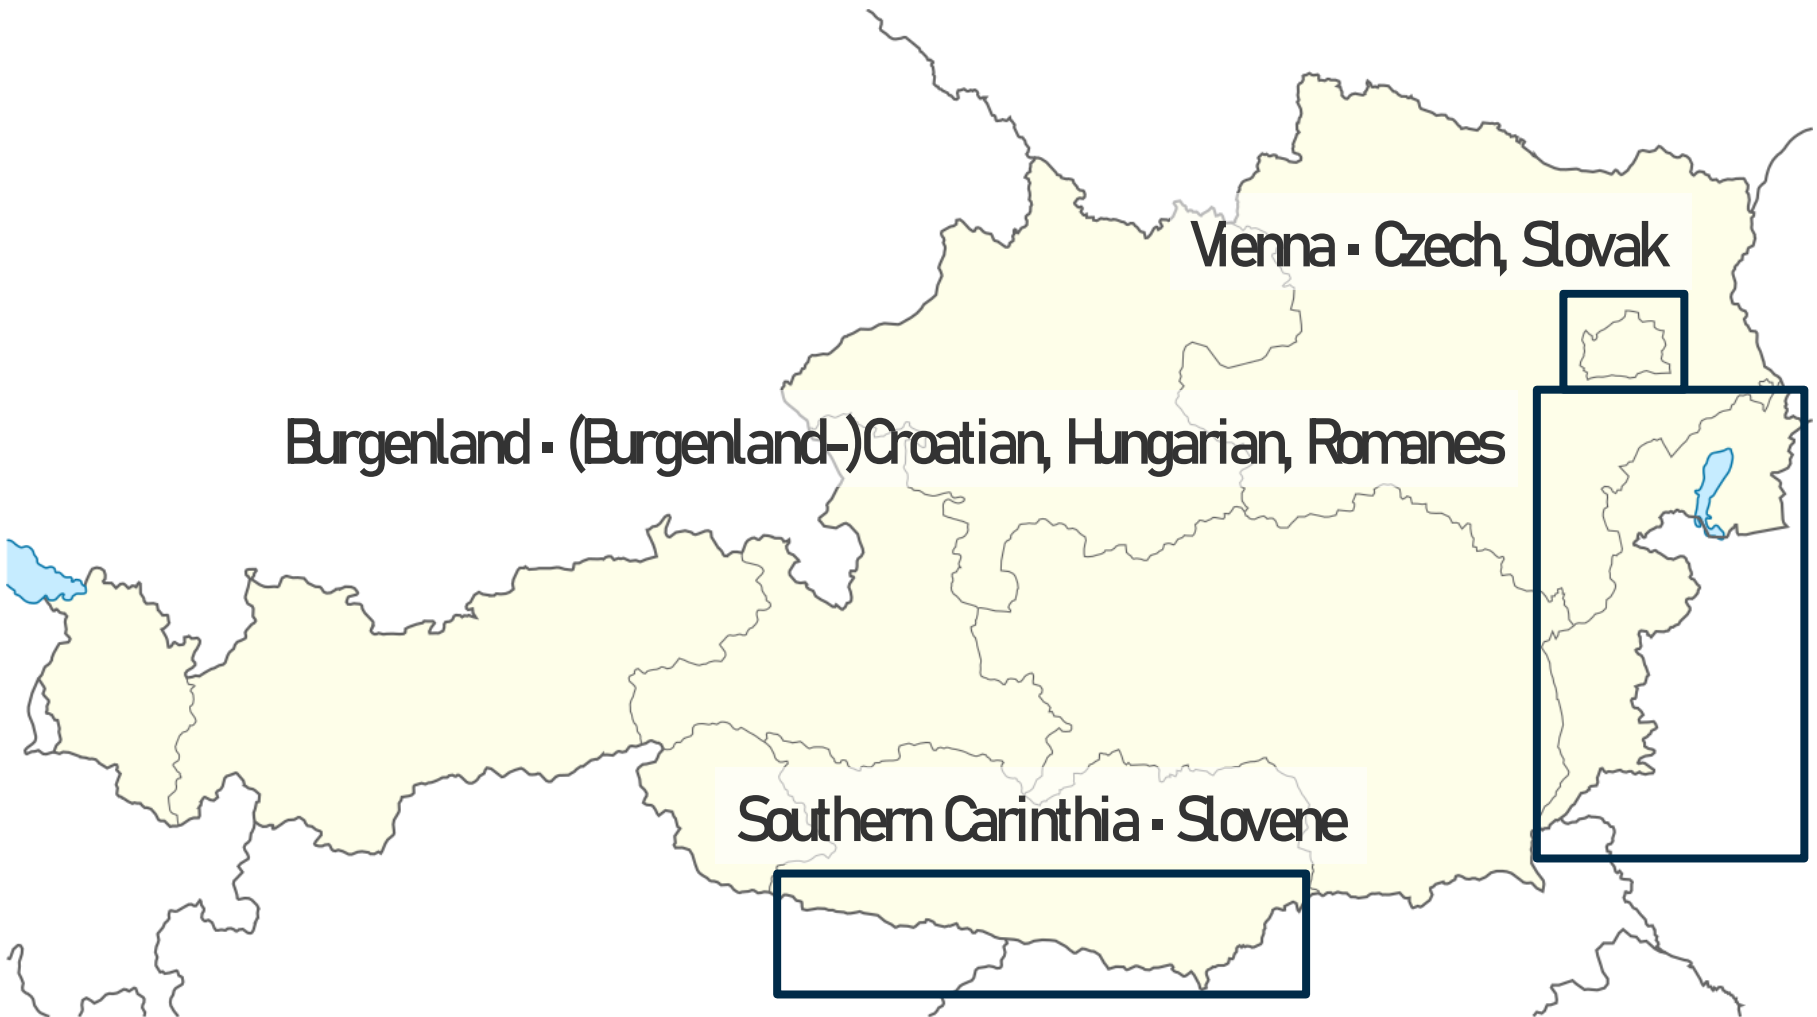 Vienna - Czech, Slovak
Burgenland - (Burgenland-)Croatian, Hungarian, Romanes
Southern Carinthia - Slovene